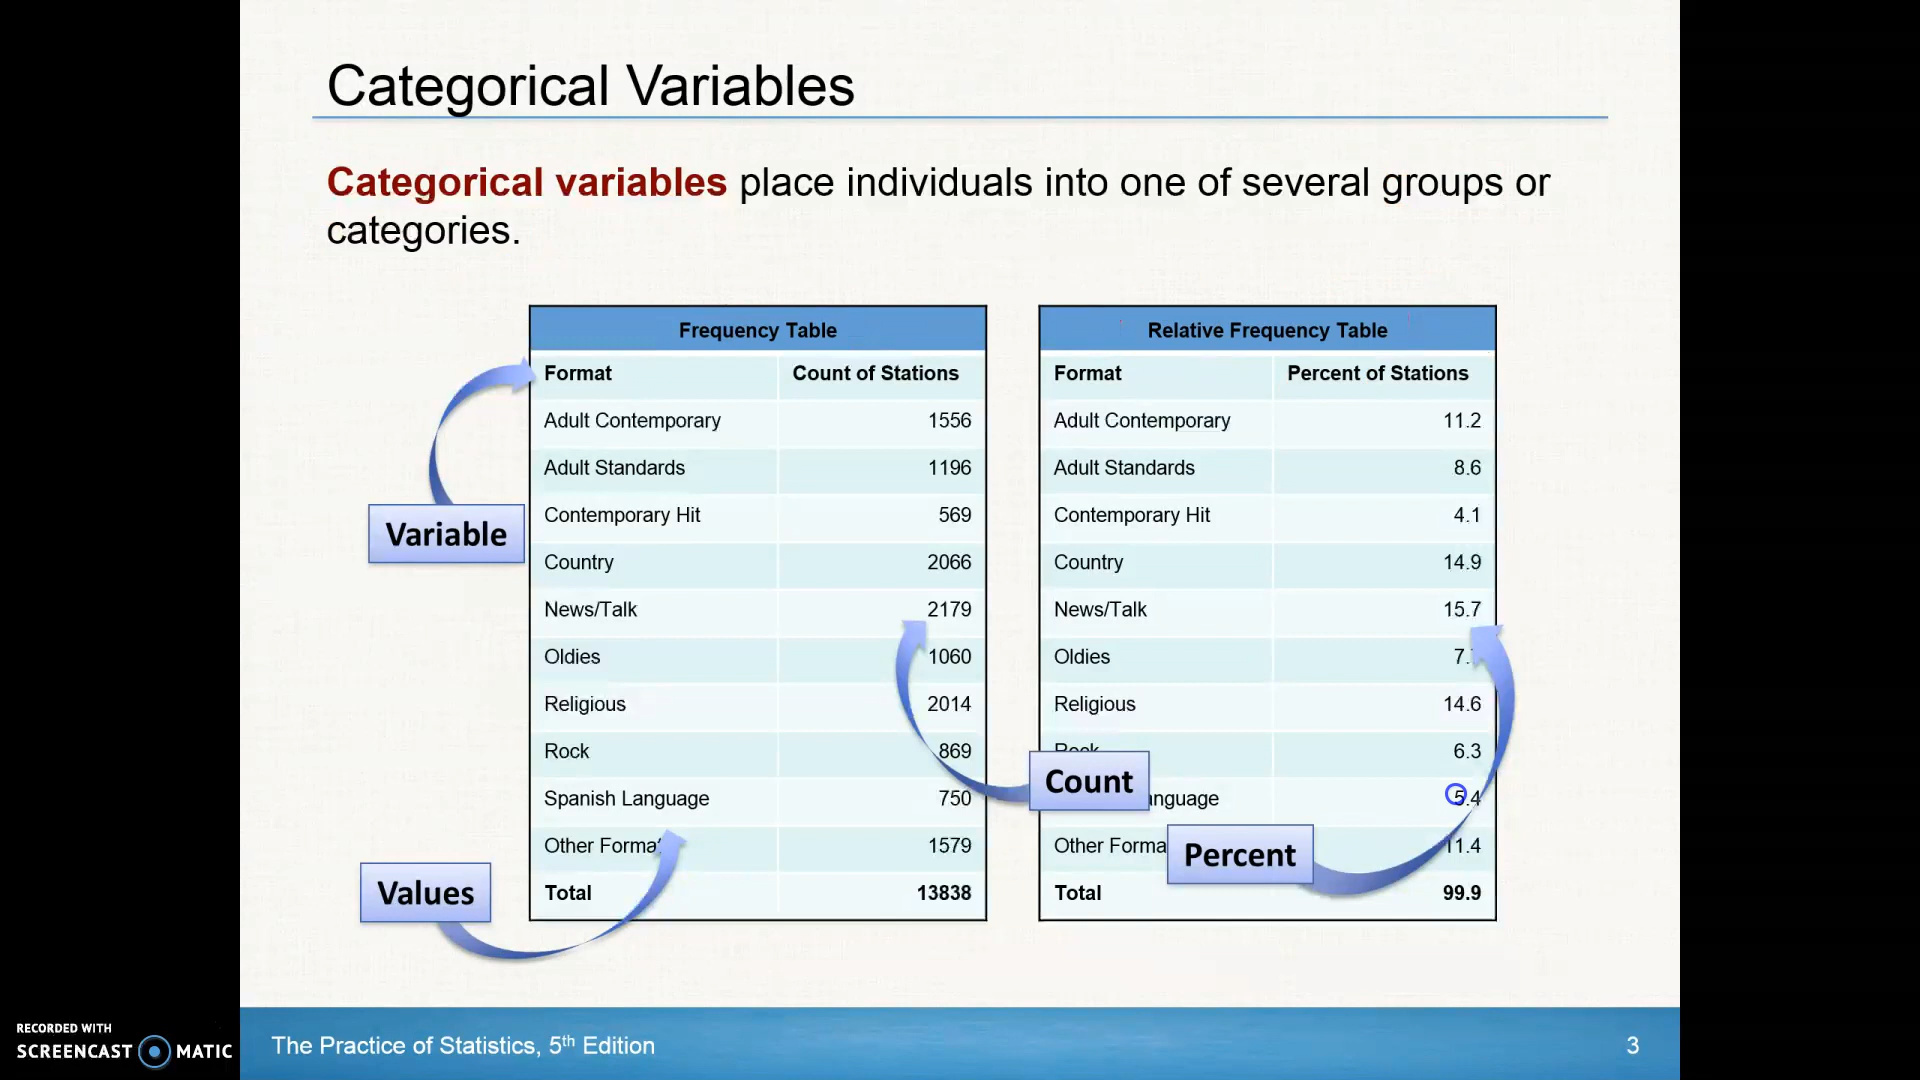 Categorical Variables
Categorical variables place individuals into one of several groups or
categories.
Frequency Table
Format Count of Stations
Adult Contemporary 1556
Adult Standards 1196
Contemporary Hit 569
Country 2066
News/Talk 2179
Oldies 1060
Religious 2014
Rock 869
Spanish Language 750
Other 1579
Total 13838
Relative Frequency Table
Format Percent of Stations
Adult Contemporary 11.2
Adult Standards 8.6
Contemporary Hit 4.1
Country 14.9
News/Talk 15.7
Oldies
Religious 14.6
Rock 6.3
5.4
Other 11.4
Total 99.9
Variable
Values
Count
Percent
RECORDED WITH
SCREENCAST MATIC
The Practice of Statistics, 5th Edition
3